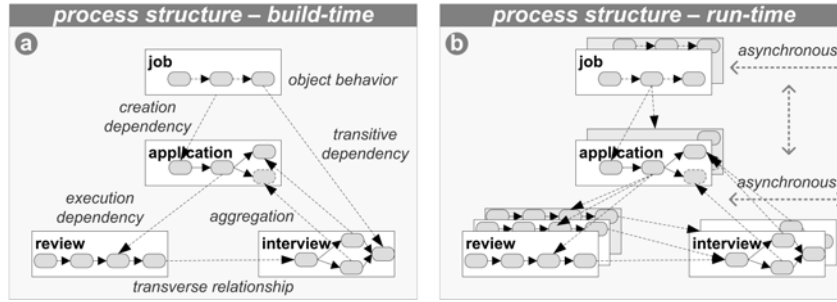 process structure – build-time
a
job
object behavior
creation
dependency
transitive
dependency
application
execution
dependency
aggregation
review
interview
transverse relationship
process structure – run-time
b
job
asynchronous
application
asynchronous
review
interview